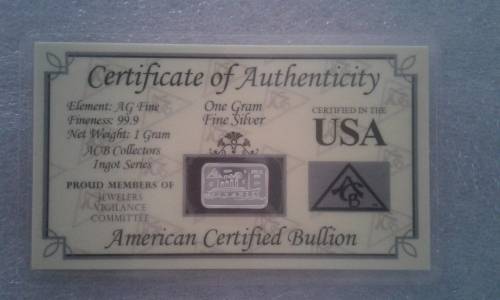 Certificate of Authenticity
Element: AG Fine
Fineness: 99.9
Net Weight: 1 Gram
ACB Collectors
Ingot Series
PROUD MEMBERS OF
JEWELERS
VIGILANCE
COMMITTEE
One Gram
Fine Silver
CERTIFIED IN THE
USA
ACB
American Certified Bullion